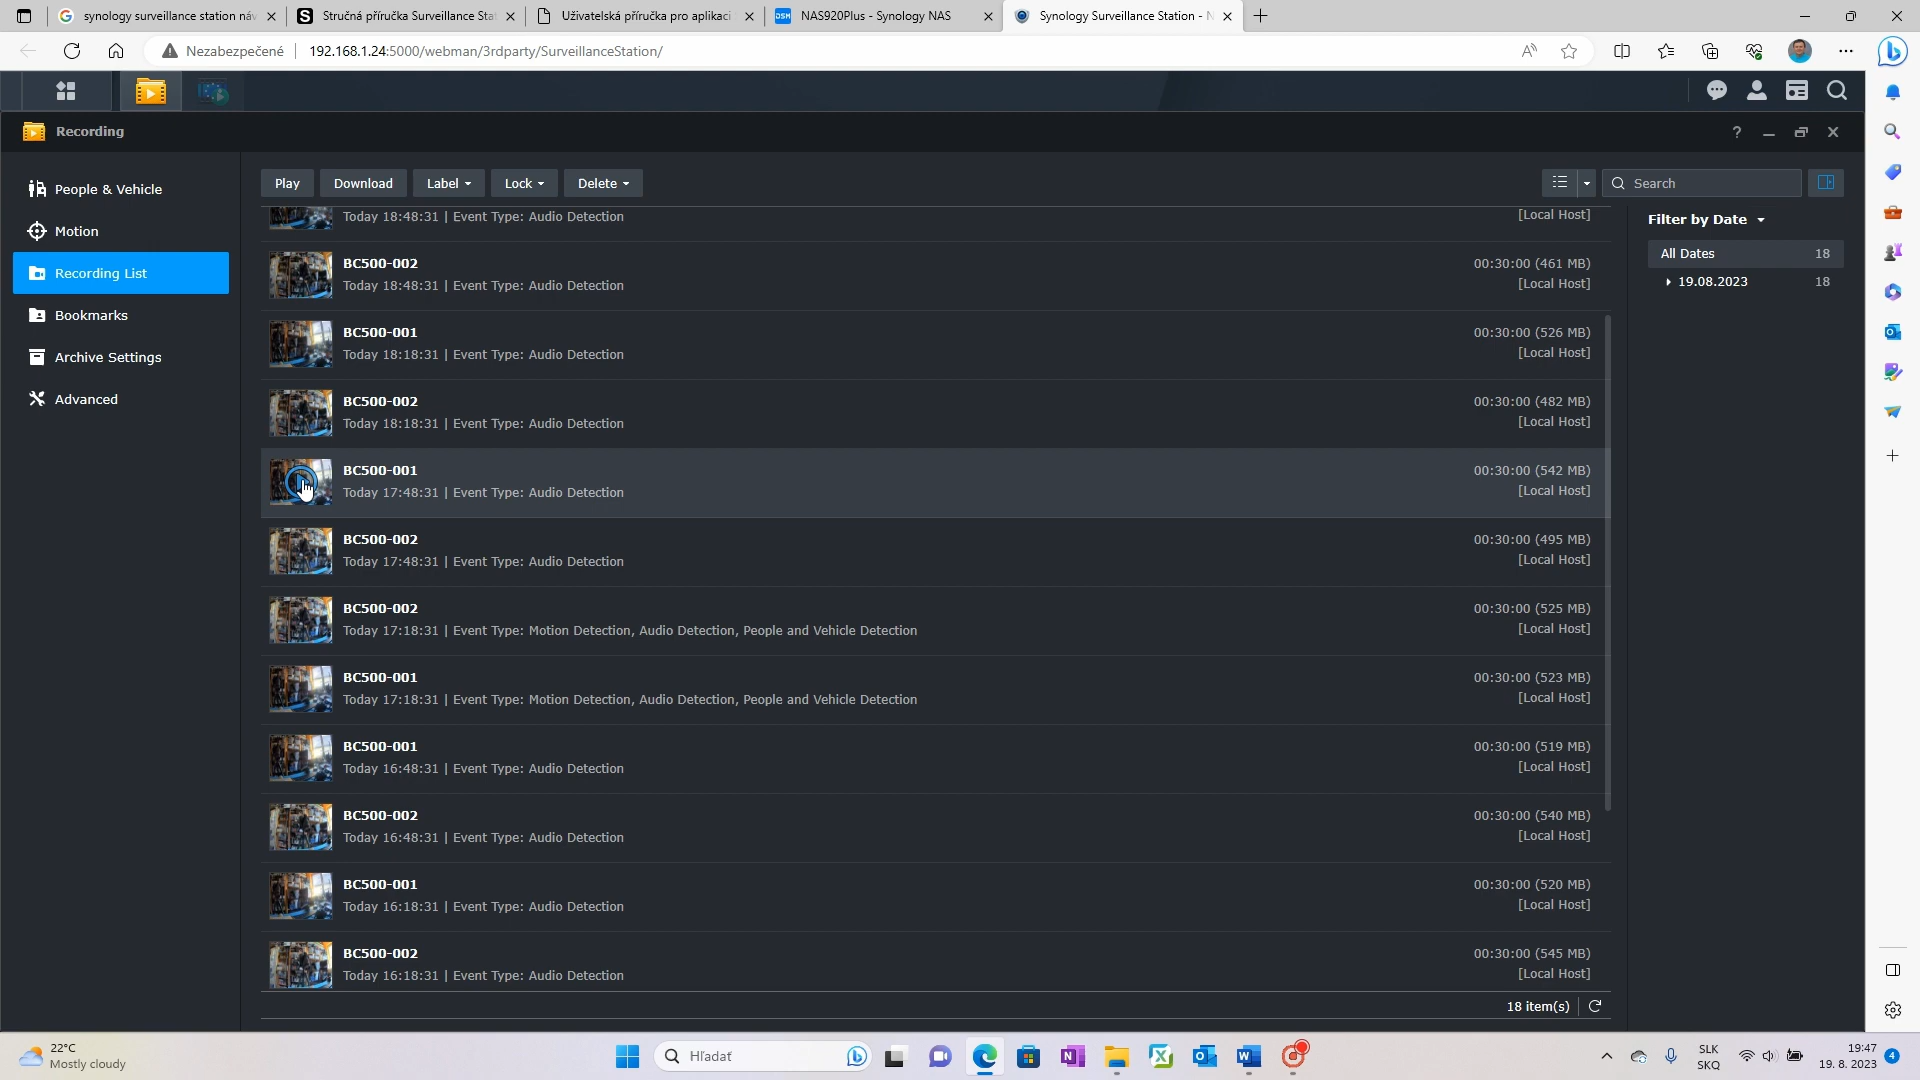 synology surveillance station náv
Stručná příručka Surveillance Stat
Uživatelská příručka pro aplikaci
DSM
NAS920Plus - Synology NAS
Synology Surveillance Station - N
Nezabezpečené
192.168.1.24:5000/webman/3rdparty/SurveillanceStation/
Recording
People & Vehicle
Motion
Recording List
Bookmarks
Archive Settings
Advanced
Play
Download
Label
Lock
Delete
Search
Today 18:48:31 | Event Type: Audio Detection
[Local Host]
BC500-002
00:30:00 (461 MB)
Today 18:48:31 | Event Type: Audio Detection
[Local Host]
BC500-001
00:30:00 (526 MB)
Today 18:18:31 | Event Type: Audio Detection
[Local Host]
BC500-002
00:30:00 (482 MB)
Today 18:18:31 | Event Type: Audio Detection
[Local Host]
BC500-001
00:30:00 (542 MB)
Today 17:48:31 | Event Type: Audio Detection
[Local Host]
BC500-002
00:30:00 (495 MB)
Today 17:48:31 | Event Type: Audio Detection
[Local Host]
BC500-002
00:30:00 (525 MB)
Today 17:18:31 | Event Type: Motion Detection, Audio Detection, People and Vehicle Detection
[Local Host]
BC500-001
00:30:00 (523 MB)
Today 17:18:31 | Event Type: Motion Detection, Audio Detection, People and Vehicle Detection
[Local Host]
BC500-001
00:30:00 (519 MB)
Today 16:48:31 | Event Type: Audio Detection
[Local Host]
BC500-002
00:30:00 (540 MB)
Today 16:48:31 | Event Type: Audio Detection
[Local Host]
BC500-001
00:30:00 (520 MB)
Today 16:18:31 | Event Type: Audio Detection
[Local Host]
BC500-002
00:30:00 (545 MB)
Today 16:18:31 | Event Type: Audio Detection
[Local Host]
18 item(s)
Filter by Date
All Dates 18
19.08.2023 18
22°C
Mostly cloudy
Hľadať
SLK
SKQ
19:47
19. 8. 2023
4